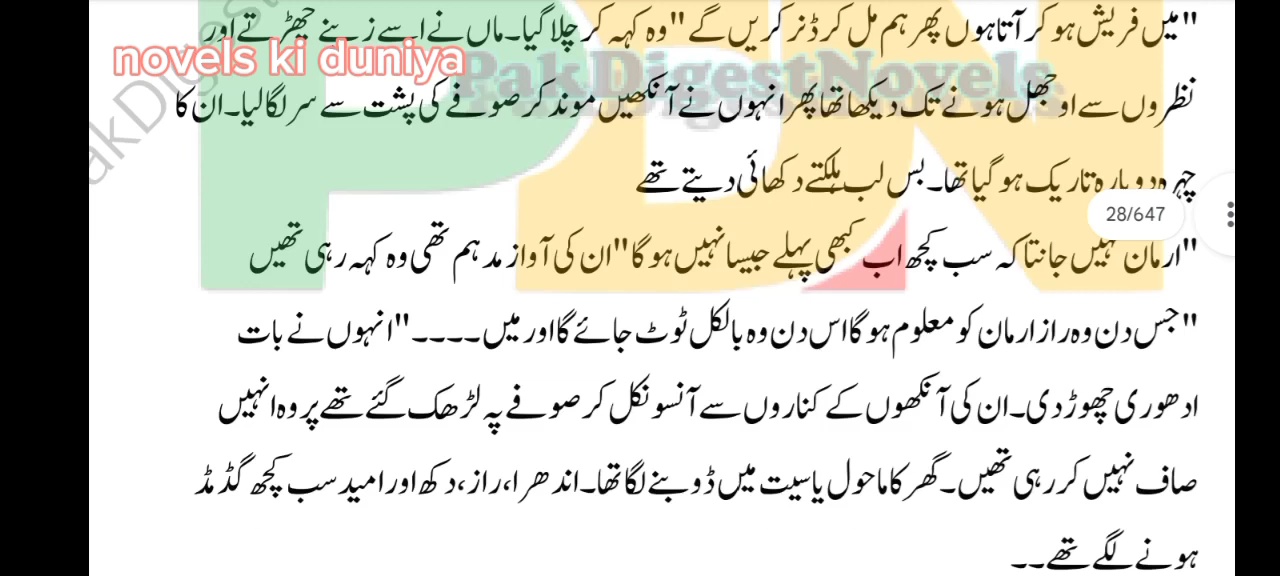 "میں فریش ہو کر آتا ہوں پھر ہم مل کر ڈنر کریں گے" وہ کہہ کر چلا گیا۔ ماں نے اسے زینے چھڑتے اور
novels ki duniya
PakDigestNovels
نظروں سے اوجھل ہونے تک دیکھا تھا پھر انہوں نے آنکھیں موند کر صوفے کی پشت سے سر لگا لیا۔ ان کا
چہرہ دوبارہ تاریک ہو گیا تھا۔ بس لب ہلکتے دکھائی دیتے تھے
28/647
"ارمان نہیں جانتا کہ سب کچھ اب کبھی پہلے جیسا نہیں ہو گا" ان کی آواز مدہم تھی وہ کہہ رہی تھیں
"جس دن وہ راز ارمان کو معلوم ہو گا اس دن وہ بالکل ٹوٹ جائے گا اور میں۔۔۔۔" انہوں نے بات
ادھوری چھوڑ دی۔ ان کی آنکھوں کے کناروں سے آنسو نکل کر صوفے پہ لڑھک گئے تھے پر وہ انہیں
صاف نہیں کر رہی تھیں۔ گھر کا ماحول یاسیت میں ڈوبنے لگا تھا۔ اندھرا، راز، دکھ اور امید سب کچھ گڈمڈ
ہونے لگے تھے۔۔